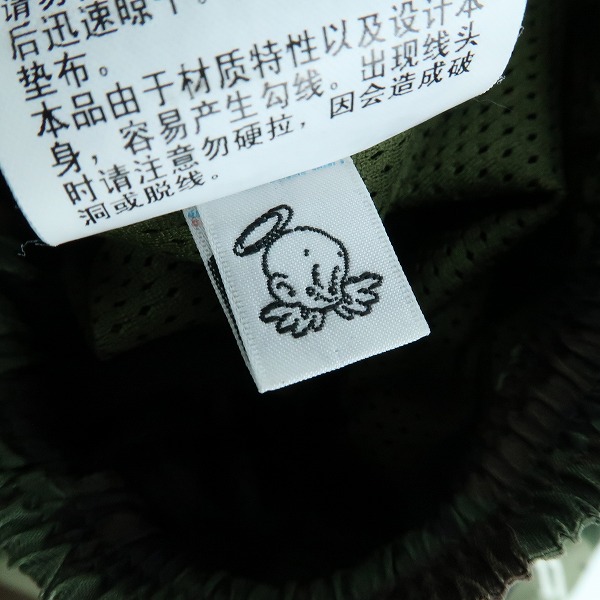 后迅速晾干。
垫布。
本品由于材质特性以及设计本
身，容易产生勾线。出现线头
时请注意勿硬拉，因会造成破
洞或脱线。